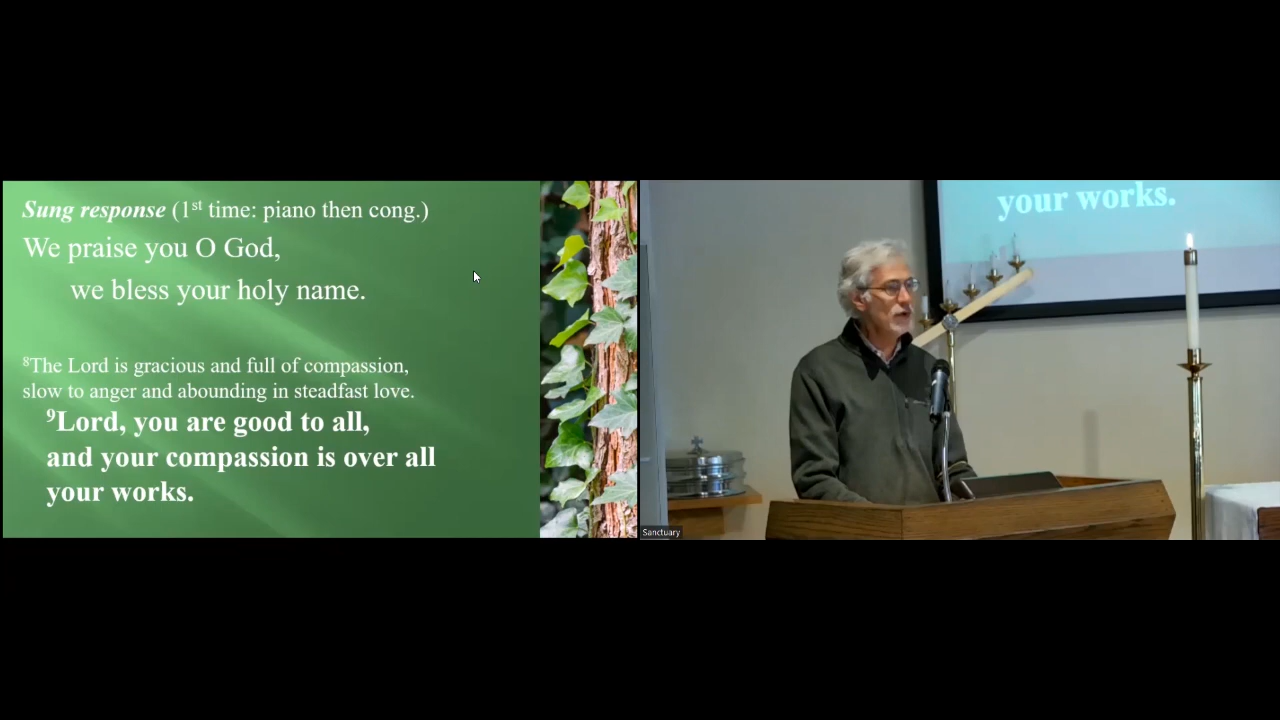 Sung response (1st time: piano then cong.)
We praise you O God,
we bless your holy name.
8The Lord is gracious and full of compassion,
slow to anger and abounding in steadfast love.
9Lord, you are good to all,
and your compassion is over all
your works.
your works.
Sanctuary